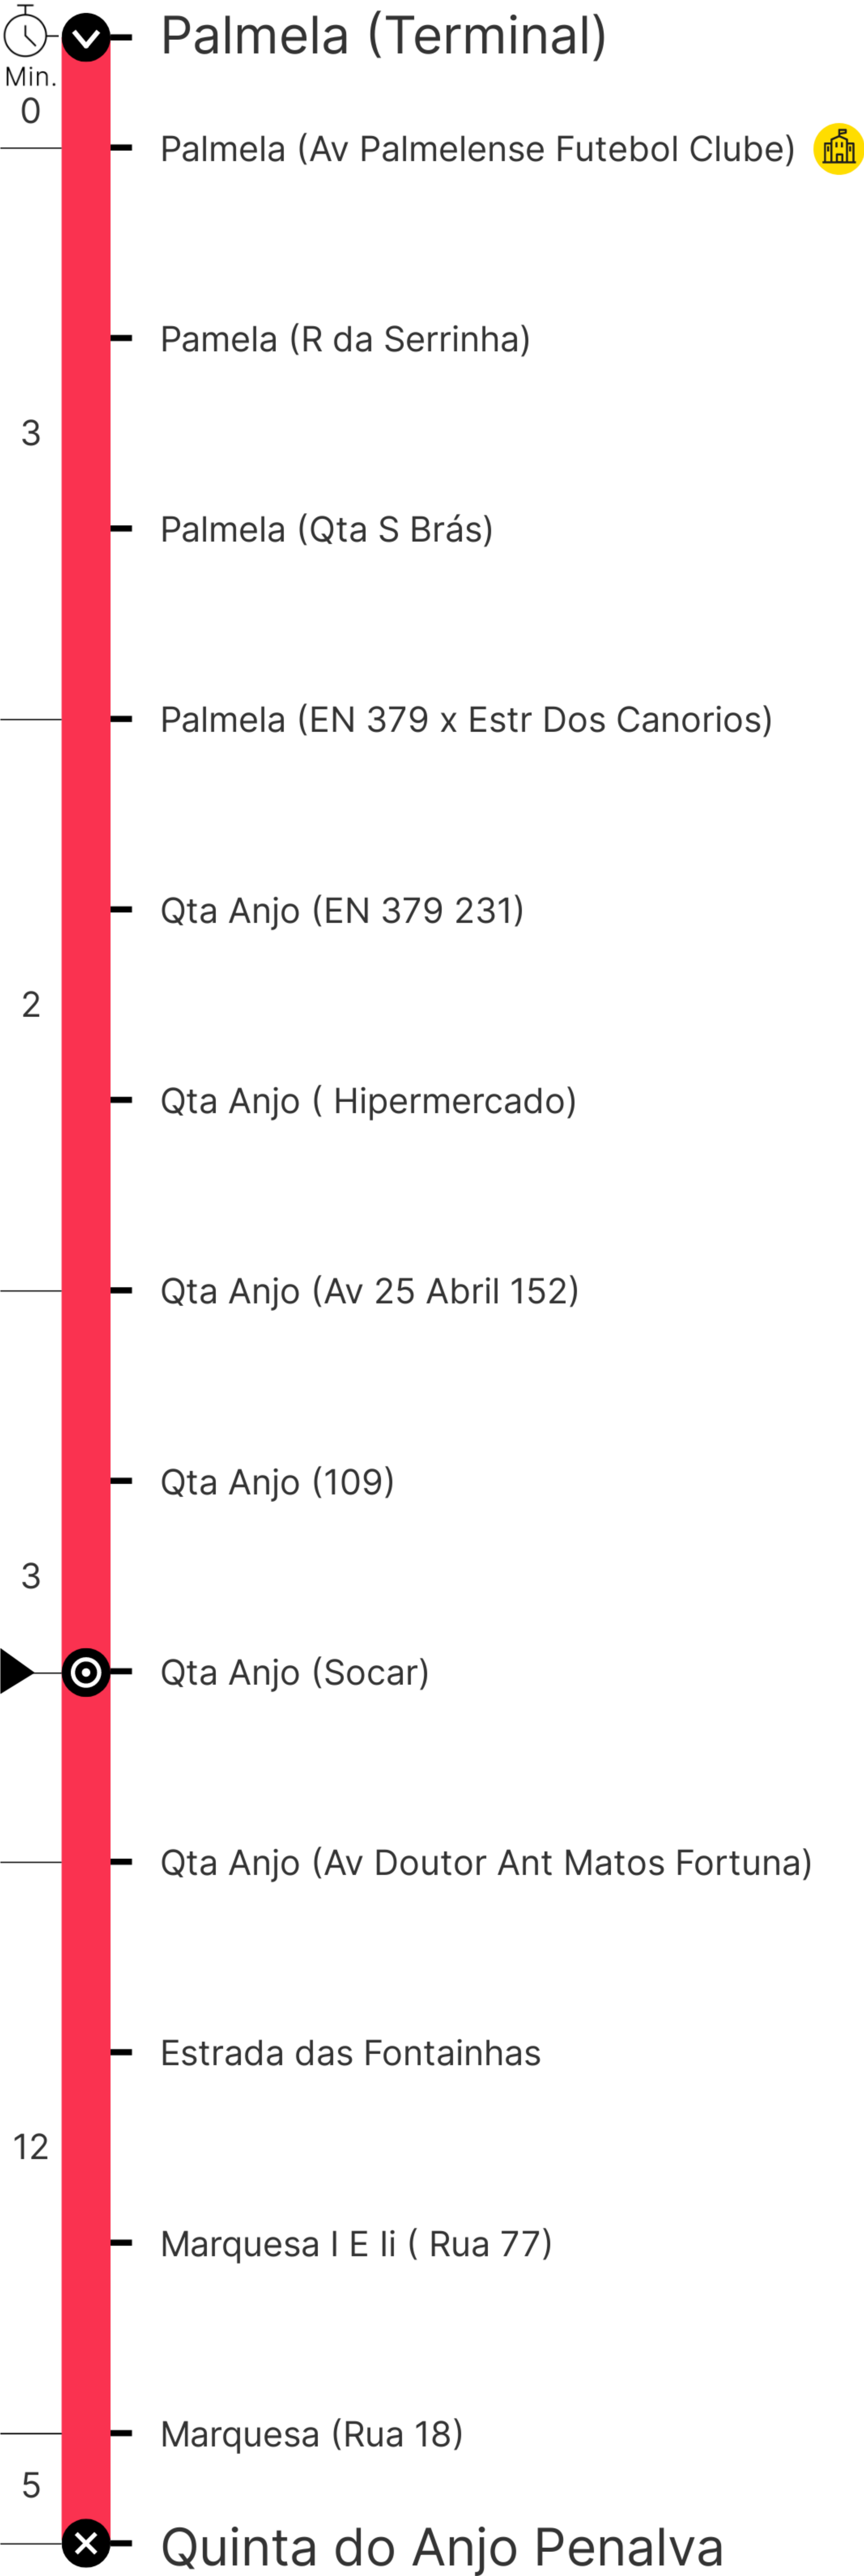 Palmela (Terminal)
Min.
0
Palmela (Av Palmelense Futebol Clube)
Pamela (R da Serrinha)
3
Palmela (Qta S Brás)
Palmela (EN 379 x Estr Dos Canorios)
Qta Anjo (EN 379 231)
2
Qta Anjo ( Hipermercado)
Qta Anjo (Av 25 Abril 152)
Qta Anjo (109)
3
Qta Anjo (Socar)
Qta Anjo (Av Doutor Ant Matos Fortuna)
Estrada das Fontainhas
12
Marquesa I E Ii ( Rua 77)
Marquesa (Rua 18)
5
Quinta do Anjo Penalva